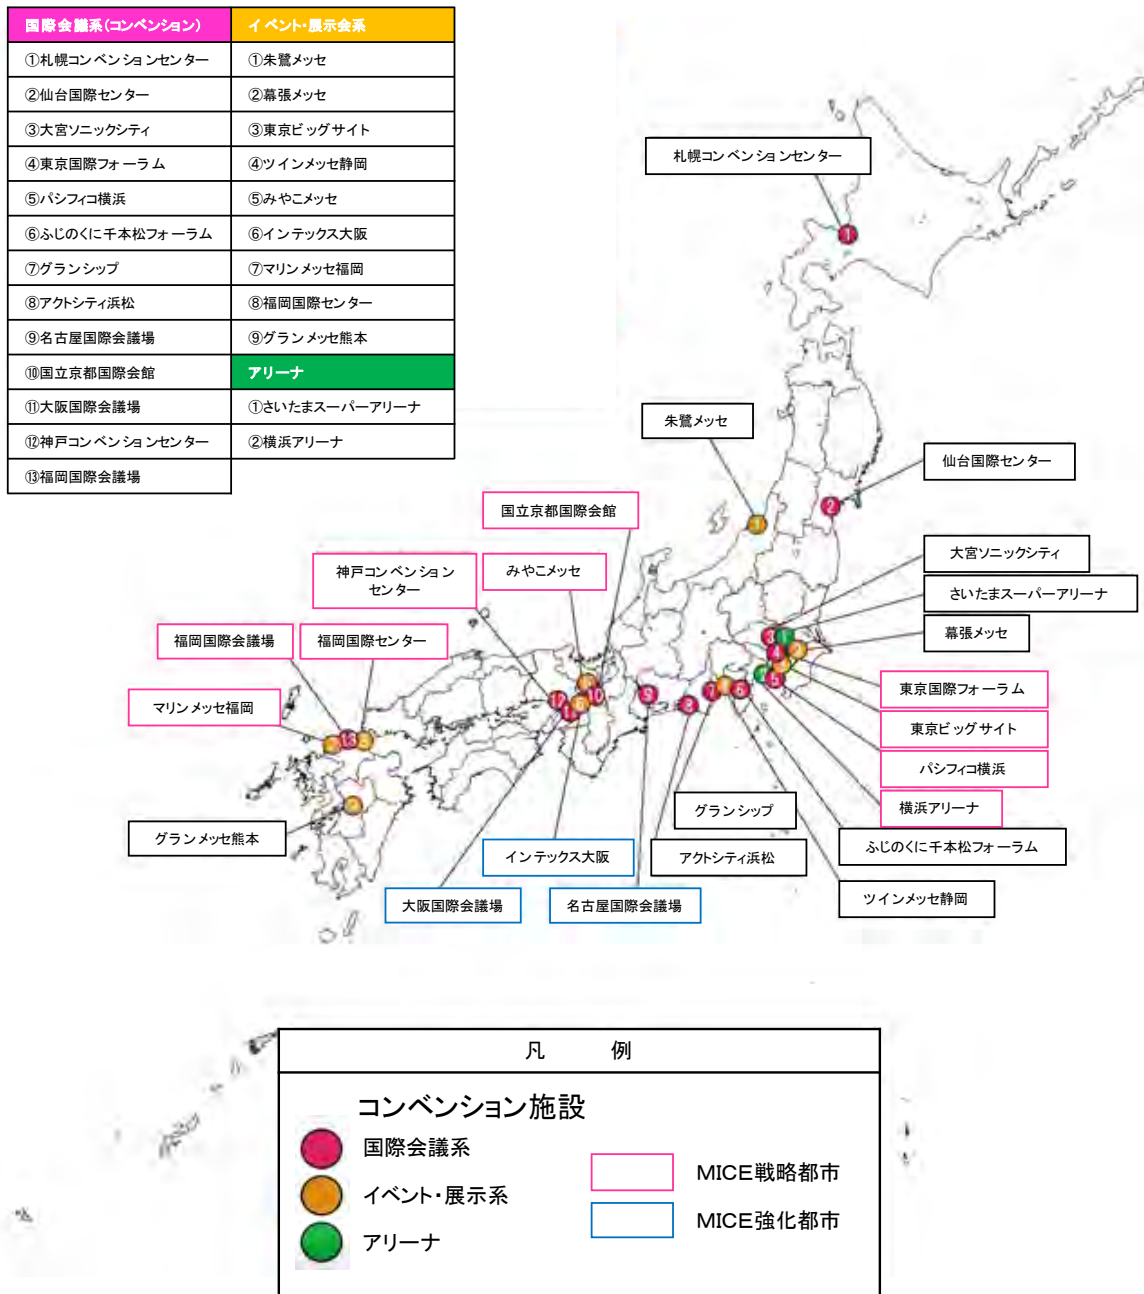 国際会議系(コンベンション)
イベント・展示会系
①札幌コンベンションセンター
①朱鷺メッセ
②仙台国際センター
②幕張メッセ
③大宮ソニックシティ
③東京ビッグサイト
④東京国際フォーラム
④ツインメッセ静岡
⑤パシフィコ横浜
⑤みやこメッセ
⑥ふじのくに千本松フォーラム
⑥インテックス大阪
⑦グランシップ
⑦マリンメッセ福岡
⑧アクトシティ浜松
⑧福岡国際センター
⑨名古屋国際会議場
⑨グランメッセ熊本
⑩国立京都国際会館
アリーナ
⑪大阪国際会議場
①さいたまスーパーアリーナ
⑫神戸コンベンションセンター
②横浜アリーナ
⑬福岡国際会議場
札幌コンベンションセンター
1
朱鷺メッセ
仙台国際センター
2
1
国立京都国際会館
大宮ソニックシティ
神戸コンベンション
センター
みやこメッセ
さいたまスーパーアリーナ
幕張メッセ
福岡国際会議場
福岡国際センター
3
4
東京国際フォーラム
5
マリンメッセ福岡
12
10
9
7
6
8
6
東京ビッグサイト
13
パシフィコ横浜
グランシップ
横浜アリーナ
グランメッセ熊本
インテックス大阪
アクトシティ浜松
ふじのくに千本松フォーラム
大阪国際会議場
名古屋国際会議場
ツインメッセ静岡
凡 例
コンベンション施設
国際会議系
イベント・展示系
アリーナ
MICE戦略都市
MICE強化都市